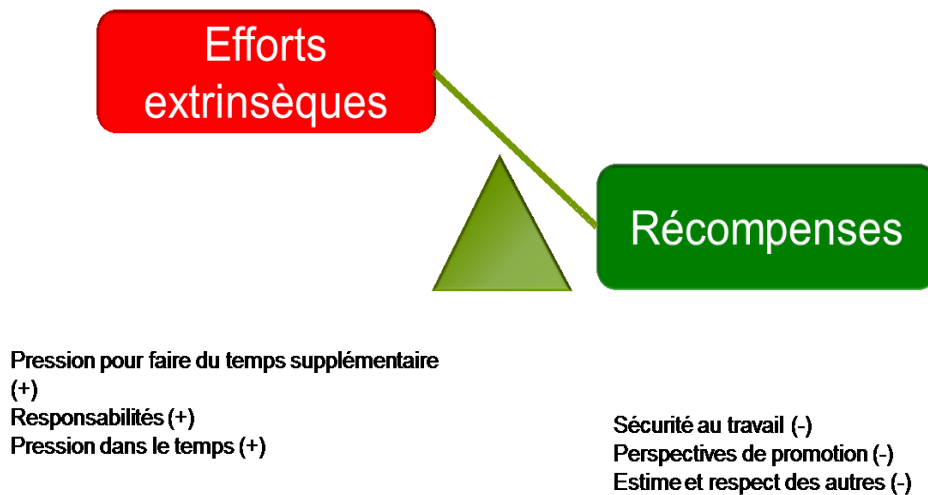 Efforts
extrinsèques
Récompenses
Pression pour faire du temps supplémentaire
(+)
Responsabilités (+)
Pression dans le temps (+)
Sécurité au travail (-)
Perspectives de promotion (-)
Estime et respect des autres (-)